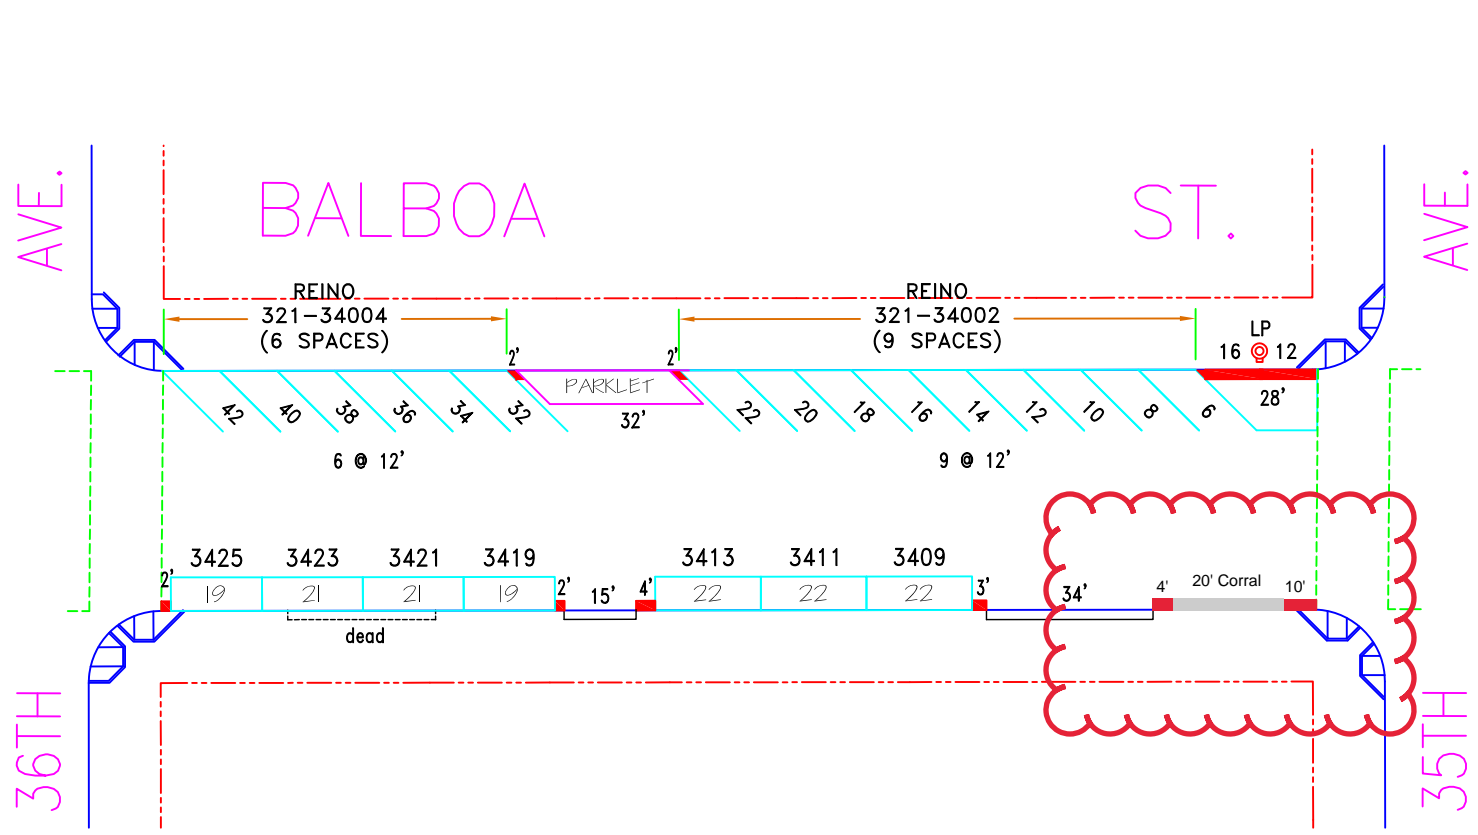 BALBOA ST.
AVE.
AVE.
REINO
321-34004
(6 SPACES)
REINO
321-34002
(9 SPACES)
LP
16 12
2'
2'
PARKLET
32'
28'
42 40 38 36 34 32
22 20 18 16 14 12 10 8 6
6 @ 12'
9 @ 12'
3425 3423 3421 3419 3413 3411 3409
2' 19 21 21 19 2' 15' 4' 22 22 22 3' 34' 4' 20' Corral 10'
dead
36TH
35TH